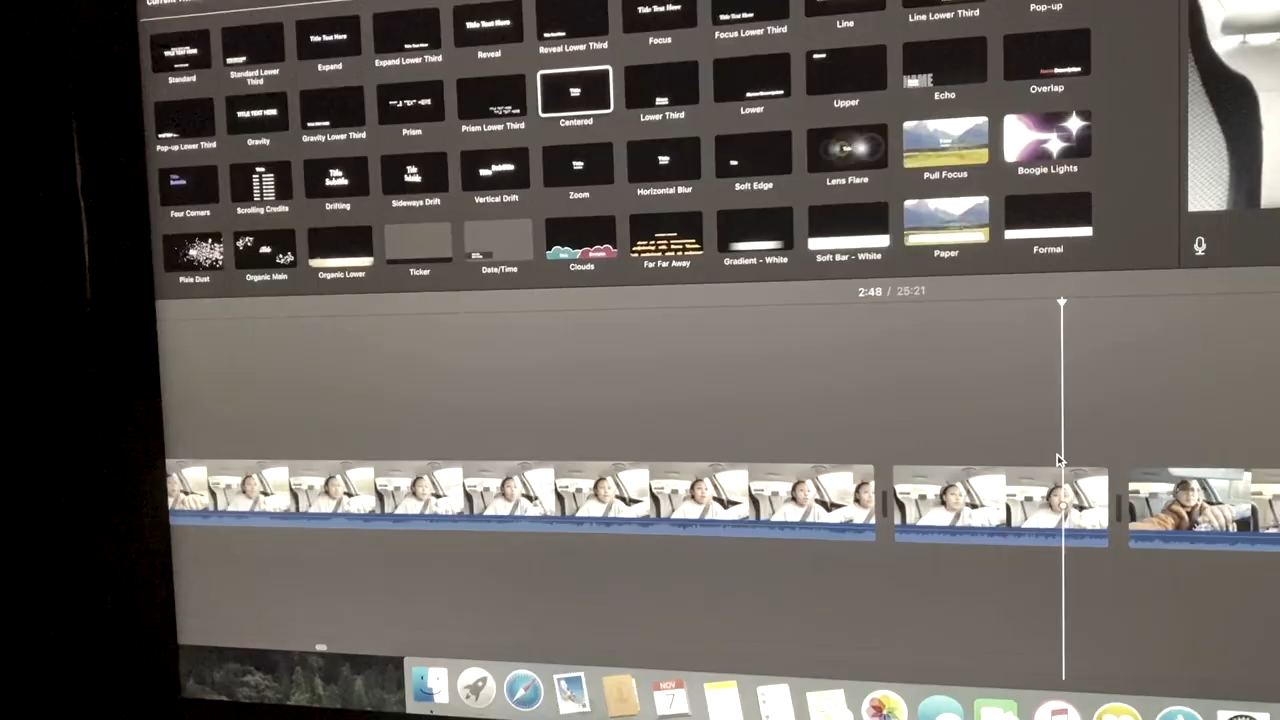 Standard
Standard Lower Third
Expand
Expand Lower Third
Reveal
Reveal Lower Third
Focus
Focus Lower Third
Line
Line Lower Third
Pop-up
Pop-up Lower Third
Gravity
Gravity Lower Third
Prism
Prism Lower Third
Centered
Lower Third
Lower
Upper
Echo
Overlap
Four Corners
Scrolling Credits
Drifting
Sideways Drift
Vertical Drift
Zoom
Horizontal Blur
Soft Edge
Lens Flare
Pull Focus
Boogie Lights
Pixie Dust
Organic Main
Organic Lower
Ticker
Date/Time
Clouds
Far Far Away
Gradient - White
Soft Bar - White
Paper
Formal
2:48 / 25:21
NOV
7